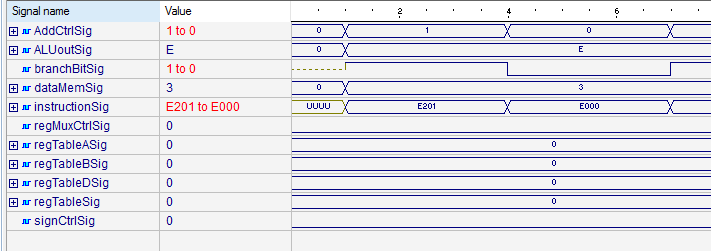 Signal name Value 2 4 6
AddCtrlSig 1 to 0 0 1 0
ALUoutSig E 0 E
branchBitSig 1 to 0
dataMemSig 3 0 3
instructionSig E201 to E000 UUUU E201 E000
regMuxCtrlSig 0
regTableASig 0 0
regTableBSig 0 0
regTableDSig 0 0
regTableSig 0 0
signCtrlSig 0